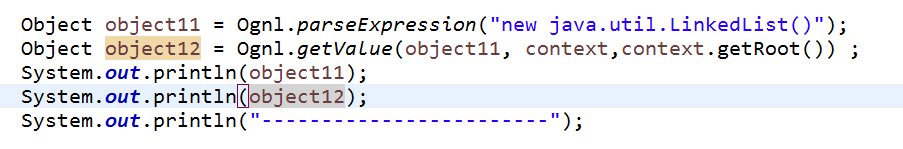 Object object11 = Ognl.parseExpression("new java.util.LinkedList()");
Object object12 = Ognl.getValue(object11, context,context.getRoot()) ;
System.out.println(object11);
System.out.println(object12);
System.out.println("------------------------");